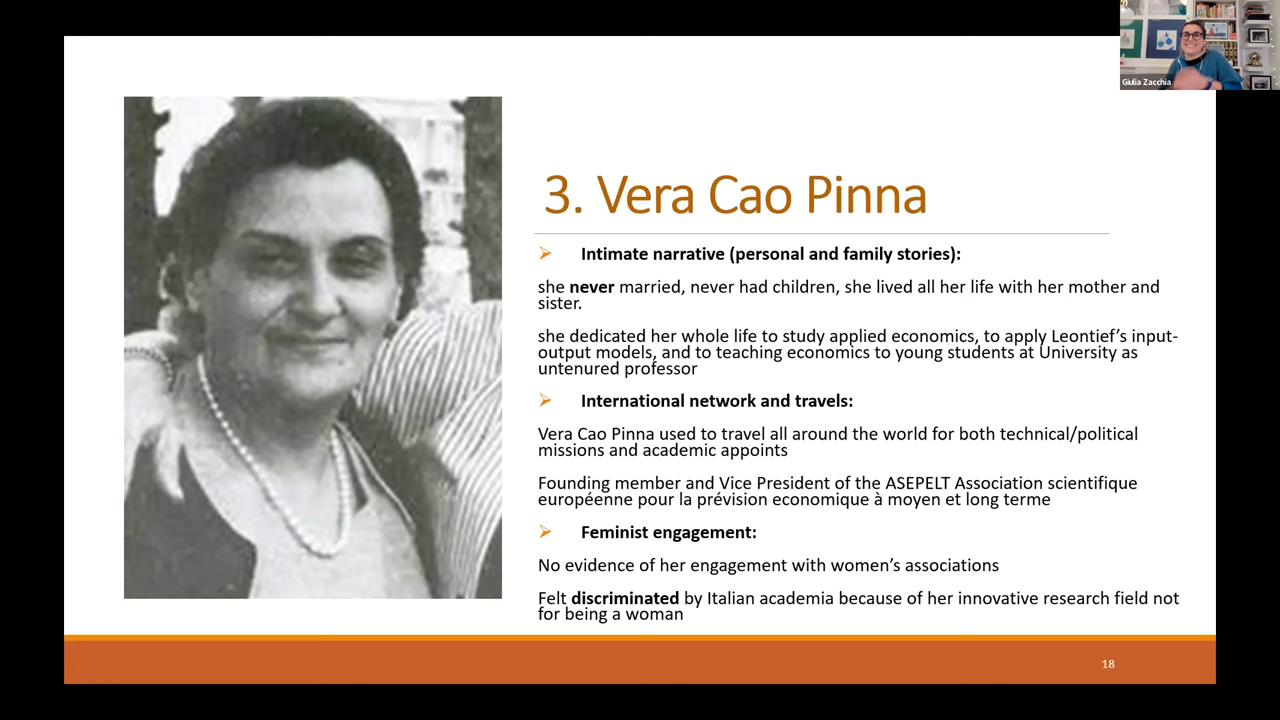 Giulia Zacchia
3. Vera Cao Pinna
Intimate narrative (personal and family stories):
she never married, never had children, she lived all her life with her mother and
sister.
she dedicated her whole life to study applied economics, to apply Leontief's input-
output models, and to teaching economics to young students at University as
untenured professor
International network and travels:
Vera Cao Pinna used to travel all around the world for both technical/political
missions and academic appoints
Founding member and Vice President of the ASEPELT Association scientifique
européenne pour la prévision economique à moyen et long terme
Feminist engagement:
No evidence of her engagement with women's associations
Felt discriminated by Italian academia because of her innovative research field not
for being a woman
18